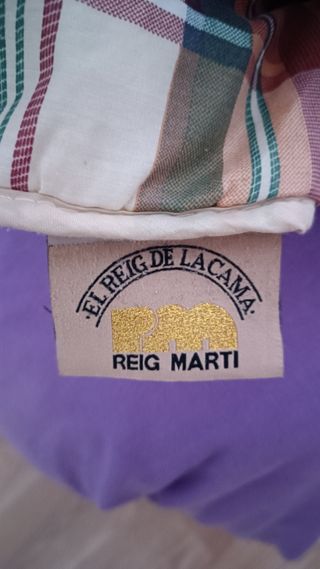 ·EL REIG DE LA CAMA·
rm
REIG MARTI